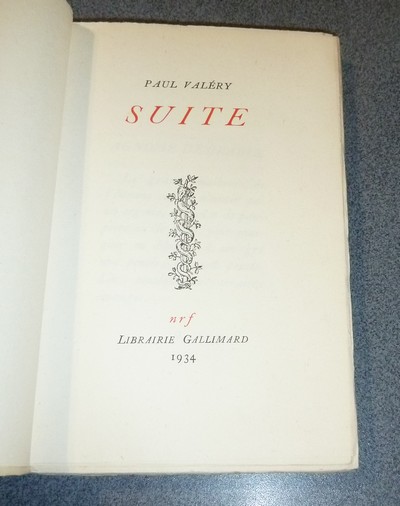 PAUL VALÉRY
SUITE
nrf
LIBRAIRIE GALLIMARD
1934